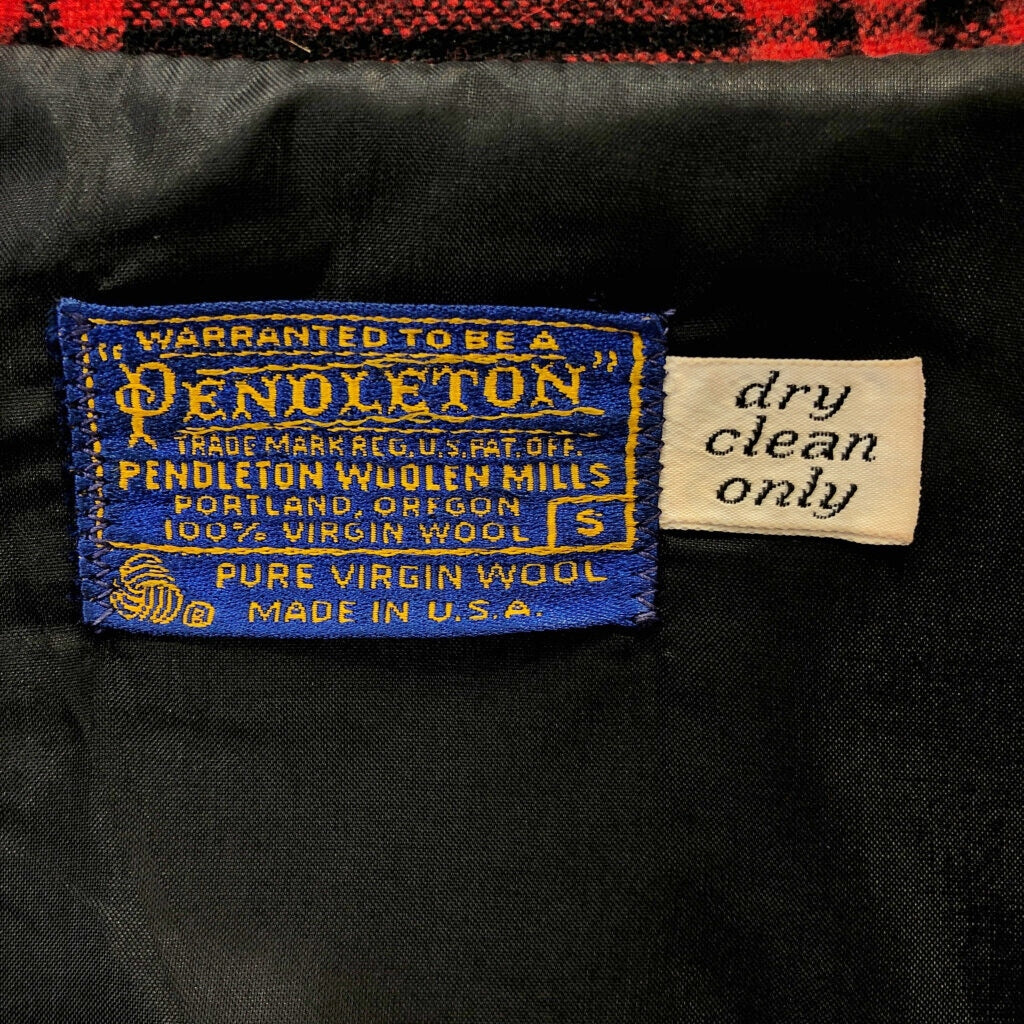 WARRANTED TO BE A
"PENDLETON"
TRADE MARK REG. U.S. PAT. OFF.
PENDLETON WOOLEN MILLS
PORTLAND, OREGON
100% VIRGIN WOOL
S
PURE VIRGIN WOOL
®
MADE IN U.S.A.
dry
clean
only